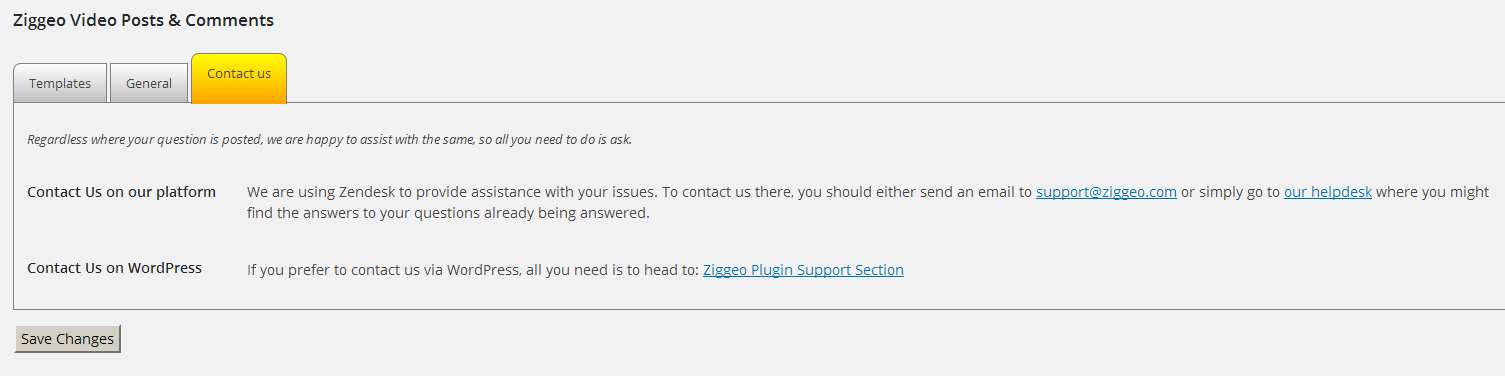 Ziggeo Video Posts & Comments
Templates
General
Contact us
Regardless where your question is posted, we are happy to assist with the same, so all you need to do is ask.
Contact Us on our platform
We are using Zendesk to provide assistance with your issues. To contact us there, you should either send an email to support@ziggeo.com or simply go to our helpdesk where you might
find the answers to your questions already being answered.
Contact Us on WordPress
If you prefer to contact us via WordPress, all you need is to head to: Ziggeo Plugin Support Section
Save Changes